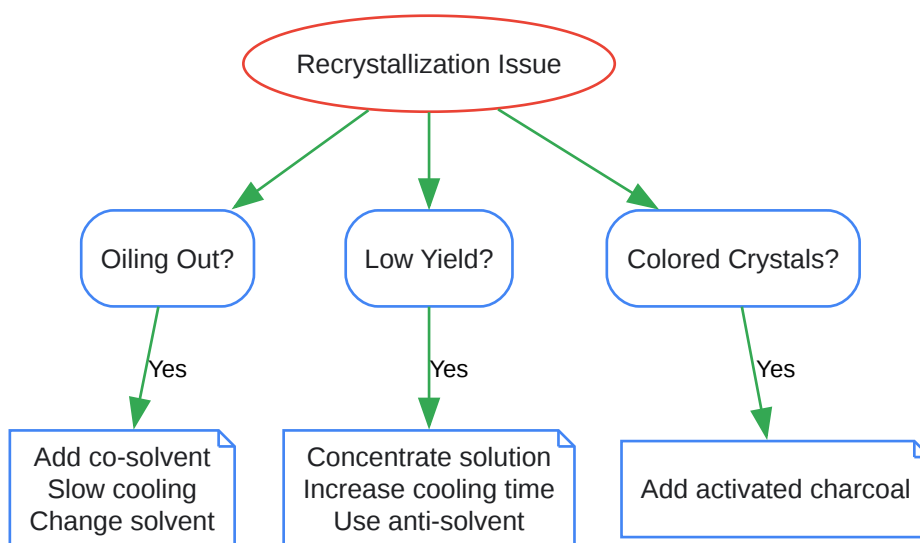 Recrystallization Issue
Oiling Out?
Low Yield?
Colored Crystals?
Yes
Yes
Yes
Add co-solvent
Slow cooling
Change solvent
Concentrate solution
Increase cooling time
Use anti-solvent
Add activated charcoal